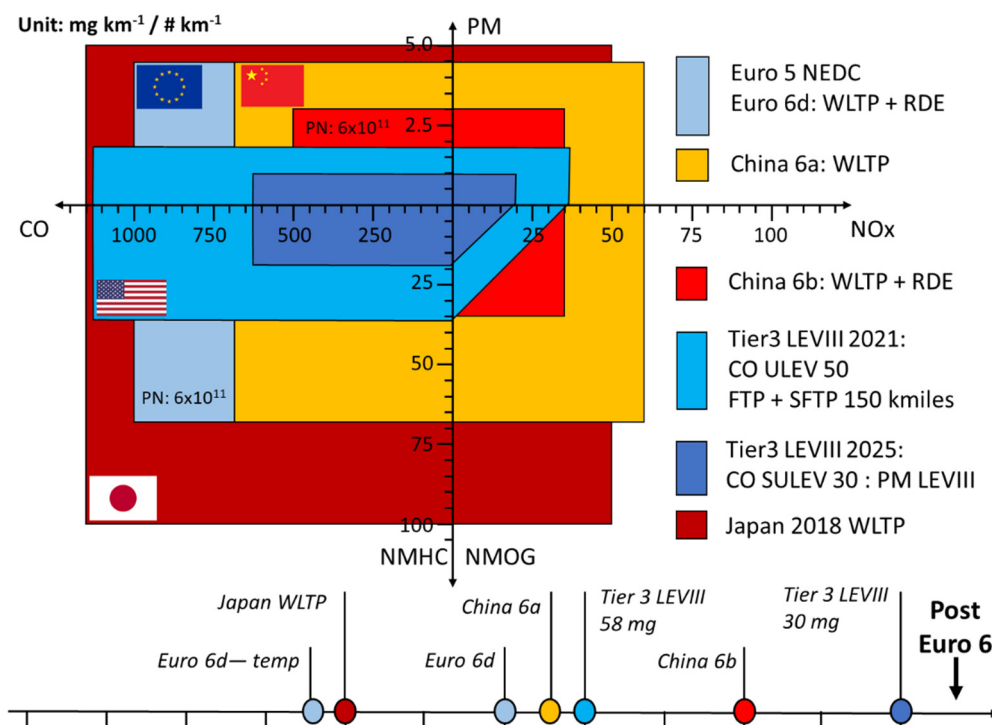 Unit: mg km⁻¹ / # km⁻¹
PM
5.0
PN: 6x10¹¹
2.5
CO
1000
750
500
250
25
50
75
100
NOx
25
50
PN: 6x10¹¹
75
100
NMHC
NMOG
Euro 5 NEDC
Euro 6d: WLTP + RDE
China 6a: WLTP
China 6b: WLTP + RDE
Tier3 LEVIII 2021:
CO ULEV 50
FTP + SFTP 150 kmiles
Tier3 LEVIII 2025:
CO SULEV 30 : PM LEVIII
Japan 2018 WLTP
Japan WLTP
China 6a
Tier 3 LEVIII
58 mg
Tier 3 LEVIII
30 mg
Post
Euro 6
Euro 6d— temp
Euro 6d
China 6b